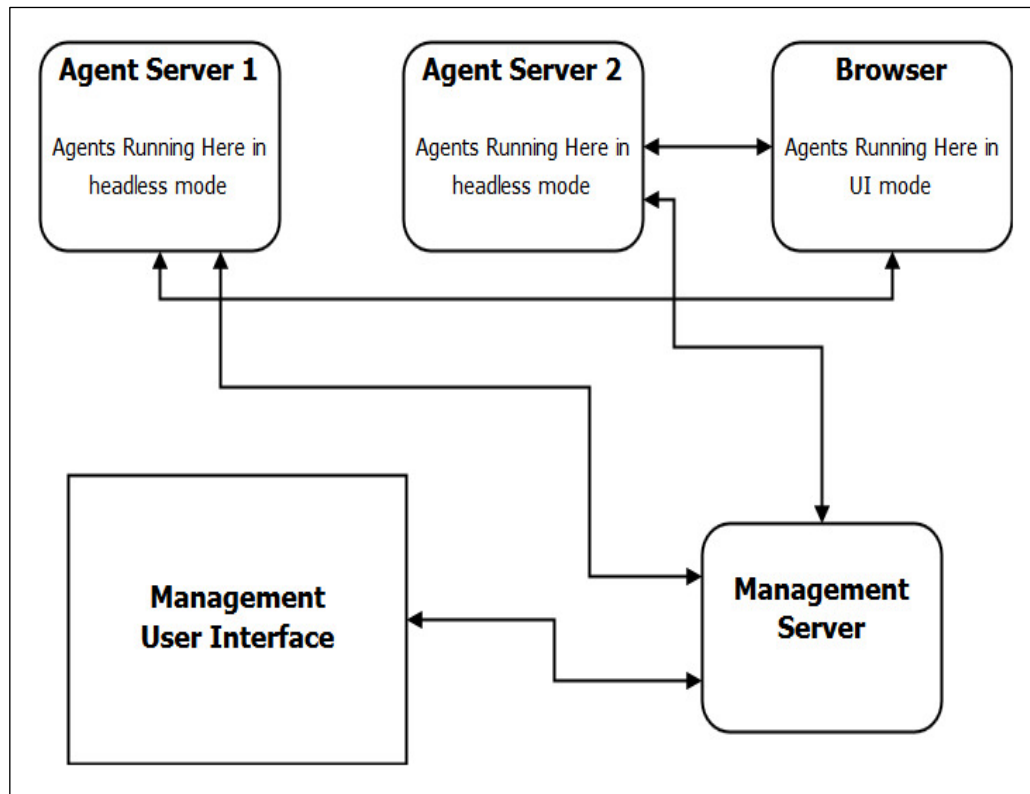 Agent Server 1
Agents Running Here in
headless mode
Agent Server 2
Agents Running Here in
headless mode
Browser
Agents Running Here in
UI mode
Management
User Interface
Management
Server